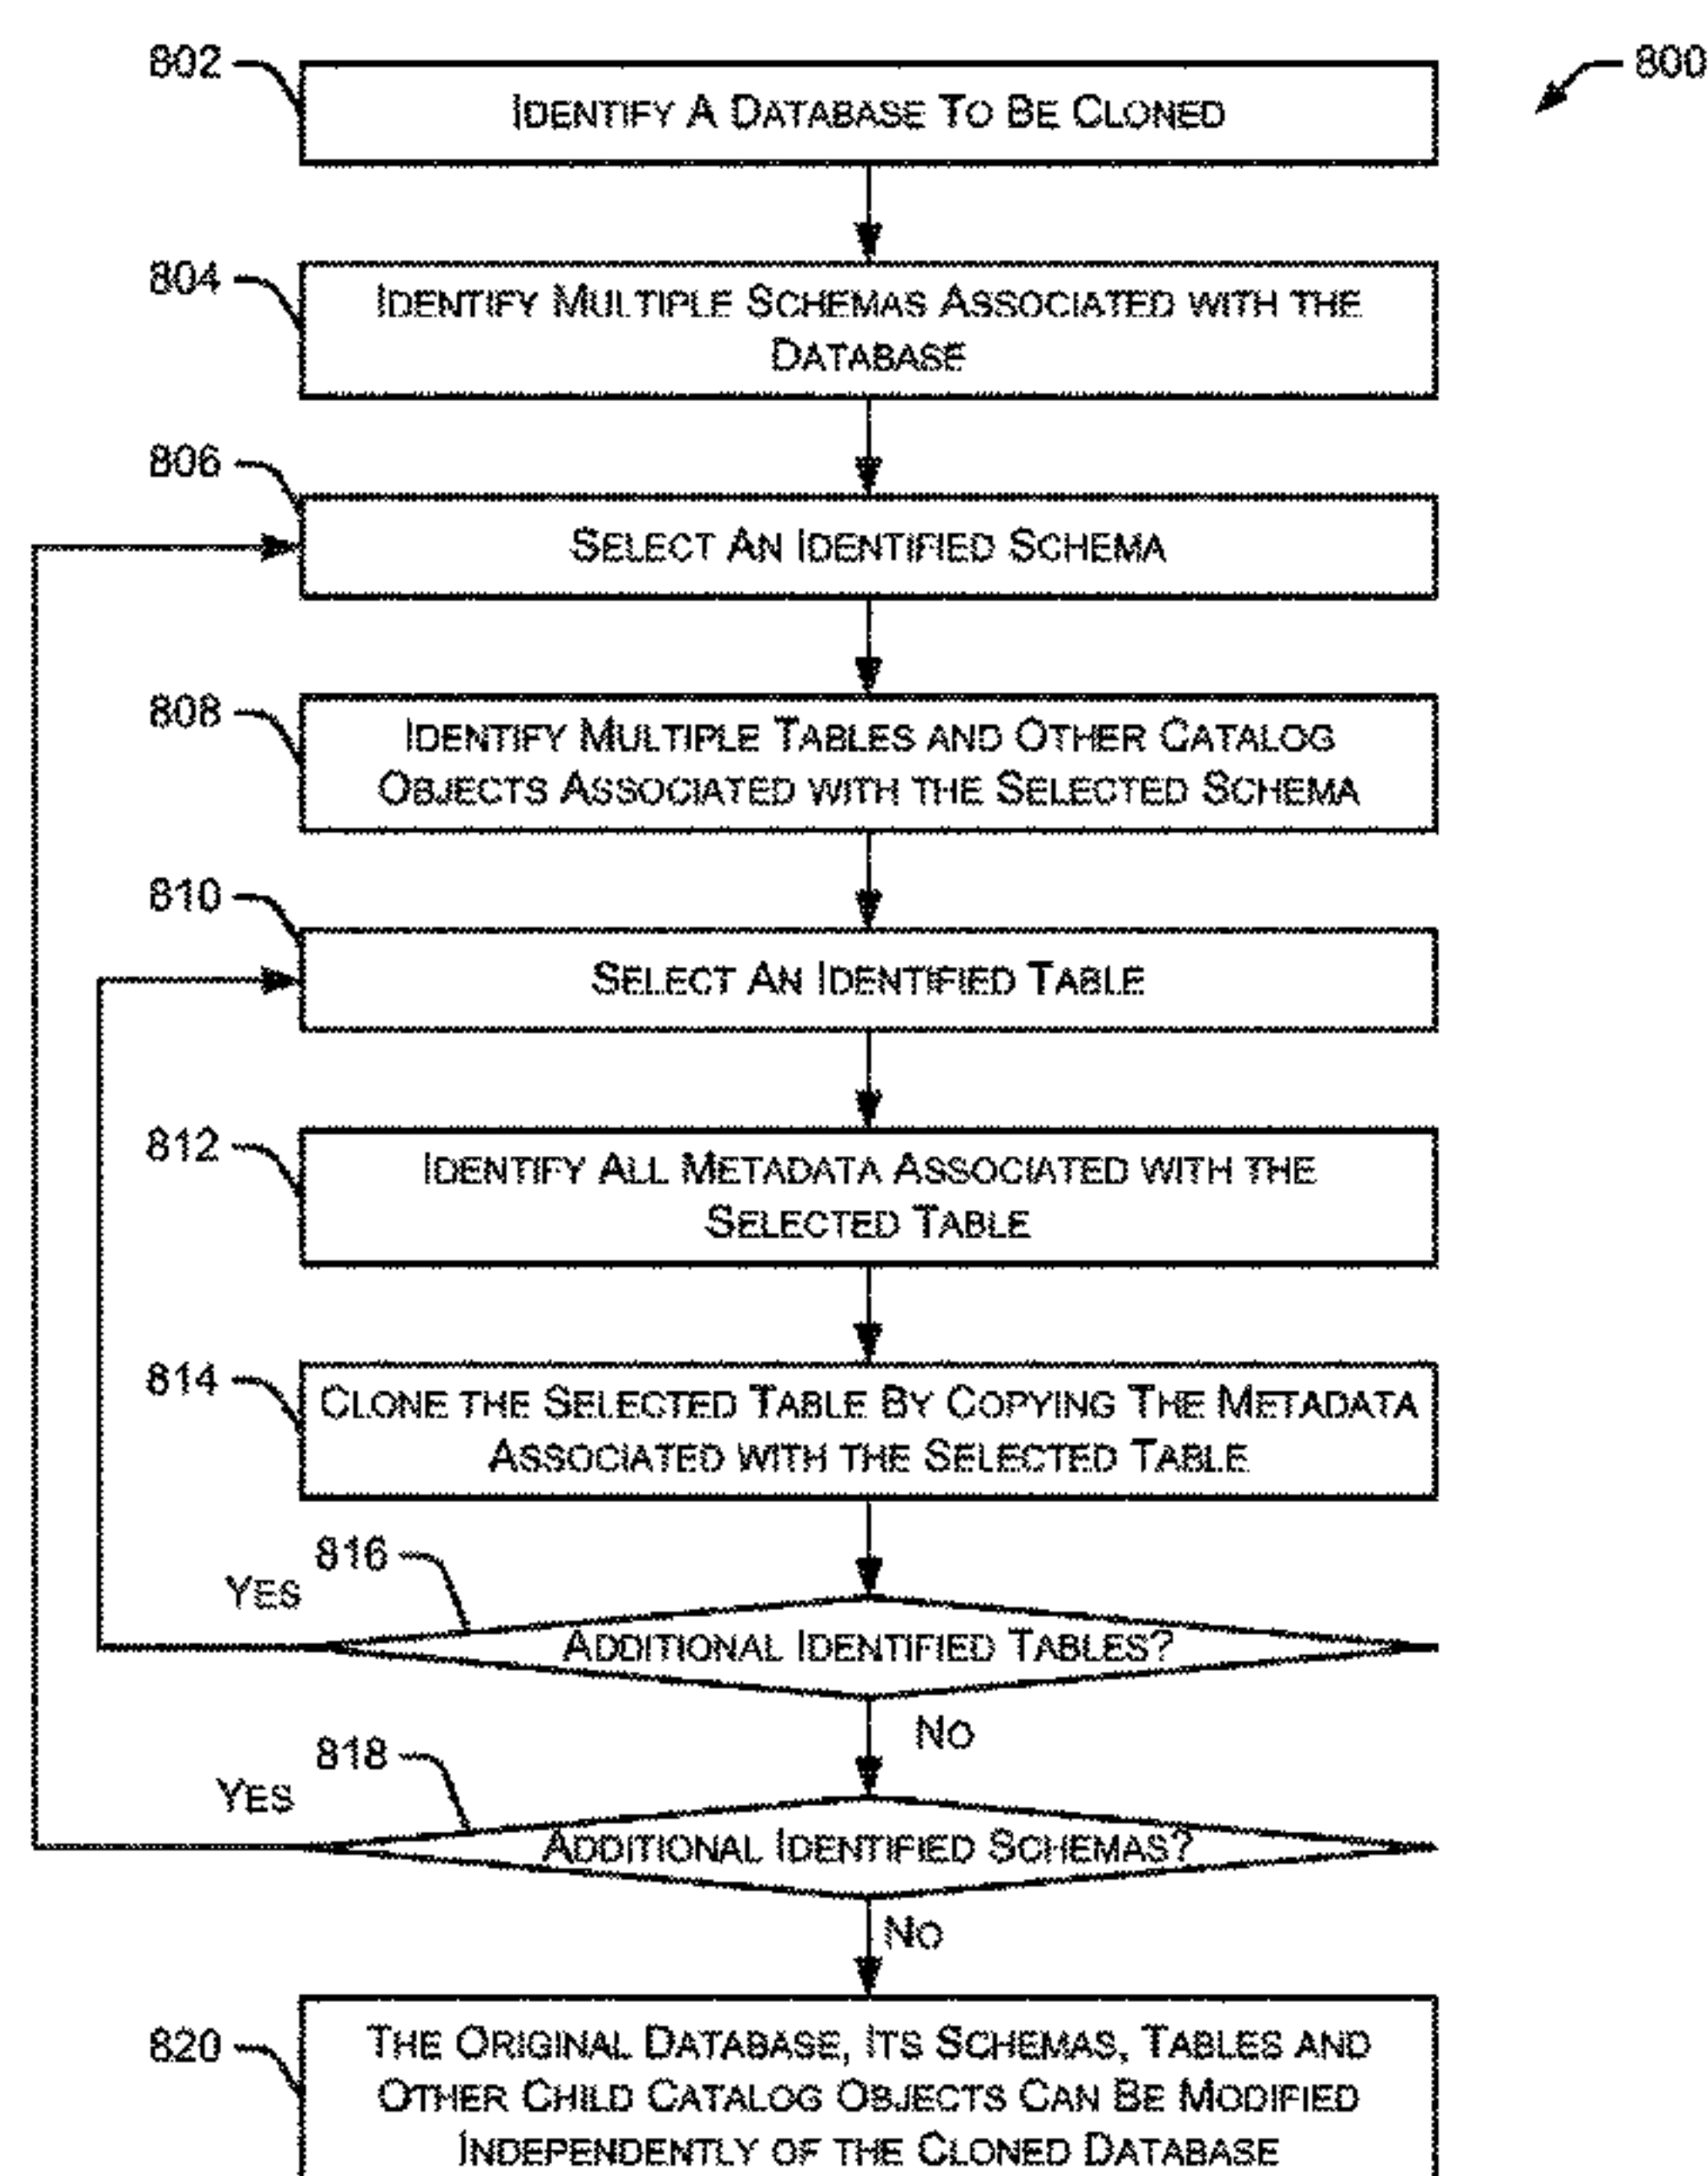 802
800
IDENTIFY A DATABASE TO BE CLONED
804
IDENTIFY MULTIPLE SCHEMAS ASSOCIATED WITH THE
DATABASE
806
SELECT AN IDENTIFIED SCHEMA
808
IDENTIFY MULTIPLE TABLES AND OTHER CATALOG
OBJECTS ASSOCIATED WITH THE SELECTED SCHEMA
810
SELECT AN IDENTIFIED TABLE
812
IDENTIFY ALL METADATA ASSOCIATED WITH THE
SELECTED TABLE
814
CLONE THE SELECTED TABLE BY COPYING THE METADATA
ASSOCIATED WITH THE SELECTED TABLE
816
YES
ADDITIONAL IDENTIFIED TABLES?
NO
818
YES
ADDITIONAL IDENTIFIED SCHEMAS?
NO
820
THE ORIGINAL DATABASE, ITS SCHEMAS, TABLES AND
OTHER CHILD CATALOG OBJECTS CAN BE MODIFIED
INDEPENDENTLY OF THE CLONED DATABASE